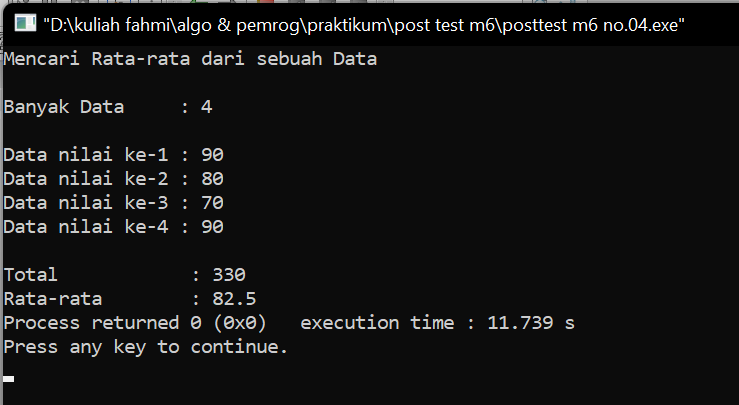 "D:\kuliah fahmi\algo & pemrog\praktikum\post test m6\posttest m6 no.04.exe"
Mencari Rata-rata dari sebuah Data
Banyak Data     : 4
Data nilai ke-1 : 90
Data nilai ke-2 : 80
Data nilai ke-3 : 70
Data nilai ke-4 : 90
Total            : 330
Rata-rata        : 82.5
Process returned 0 (0x0)   execution time : 11.739 s
Press any key to continue.